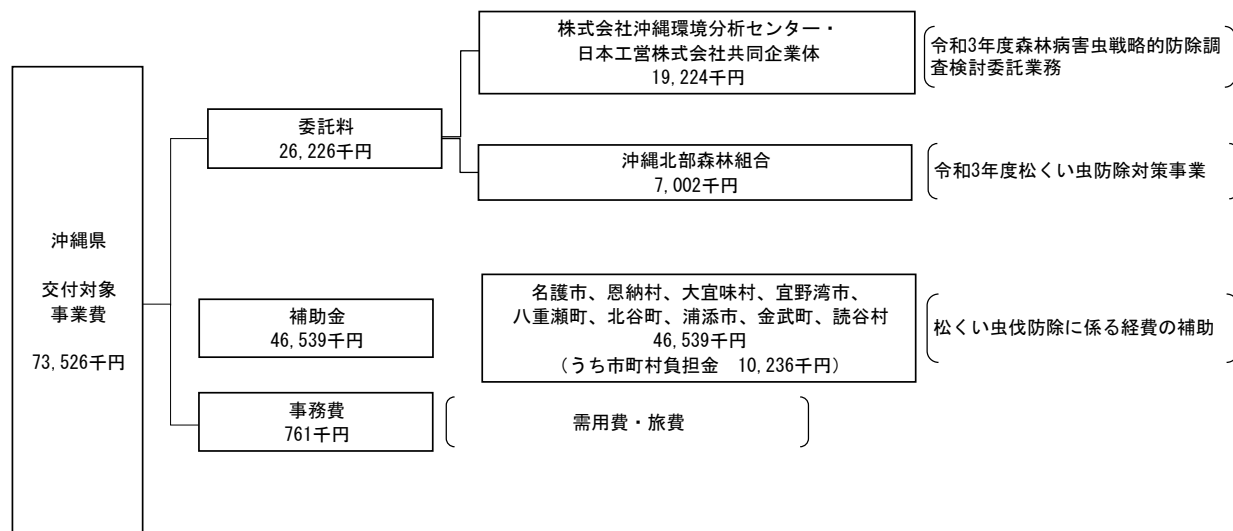 沖縄県
交付対象
事業費
73,526千円
委託料
26,226千円
株式会社沖縄環境分析センター・
日本工営株式会社共同企業体
19,224千円
令和3年度森林病害虫戦略的防除調
査検討委託業務
沖縄北部森林組合
7,002千円
令和3年度松くい虫防除対策事業
補助金
46,539千円
名護市、恩納村、大宜味村、宜野湾市、
八重瀬町、北谷町、浦添市、金武町、読谷村
46,539千円
（うち市町村負担金　10,236千円）
松くい虫伐防除に係る経費の補助
事務費
761千円
需用費・旅費